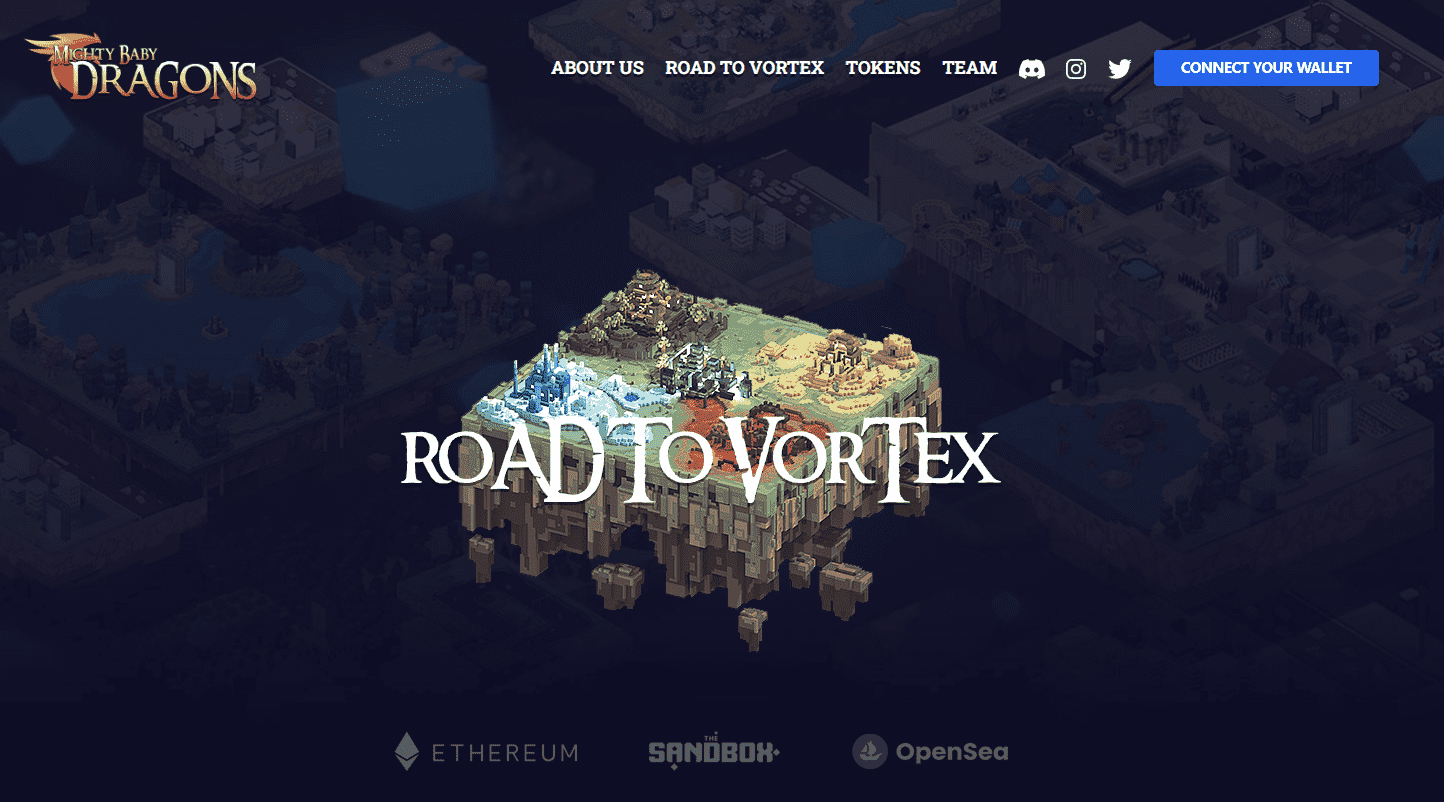 MIGHTY BABY
DRAGONS
ABOUT US ROAD TO VORTEX TOKENS TEAM CONNECT YOUR WALLET
ROAD TO VORTEX
ETHEREUM THE SANDBOX OpenSea